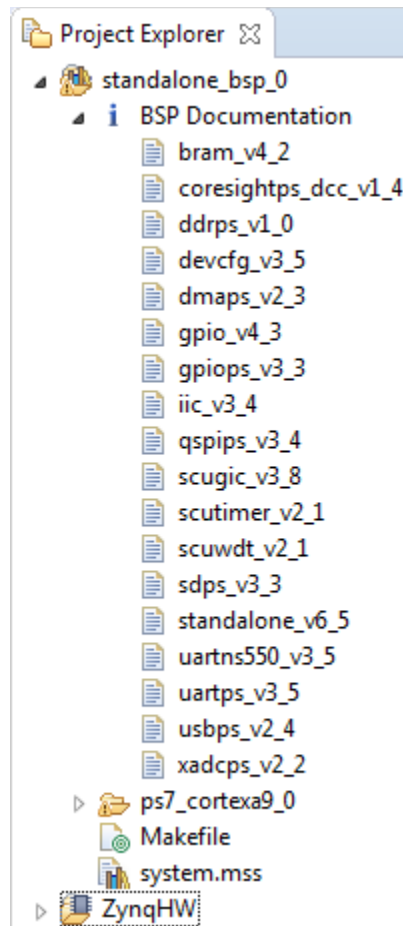 Project Explorer
standalone_bsp_0
BSP Documentation
bram_v4_2
coresightps_dcc_v1_4
ddrps_v1_0
devcfg_v3_5
dmaps_v2_3
gpio_v4_3
gpiops_v3_3
iic_v3_4
qspips_v3_4
scugic_v3_8
scutimer_v2_1
scuwdt_v2_1
sdps_v3_3
standalone_v6_5
uartns550_v3_5
uartps_v3_5
usbps_v2_4
xadcps_v2_2
ps7_cortexa9_0
Makefile
system.mss
ZynqHW